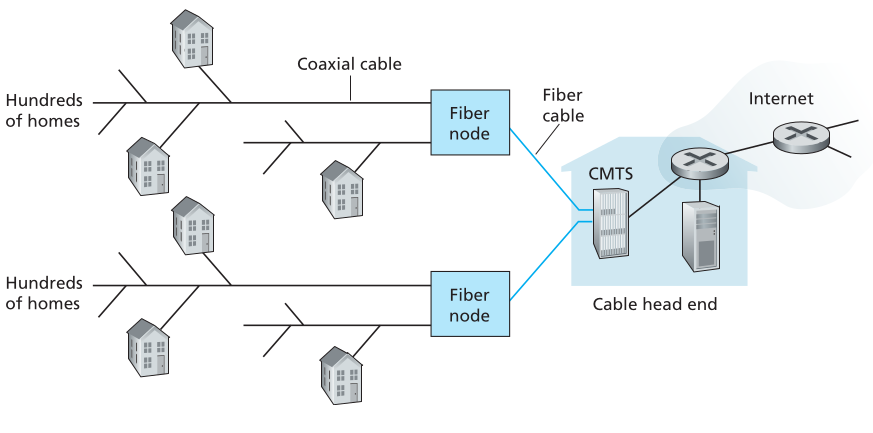 Coaxial cable
Hundreds
of homes
Fiber
node
Fiber
cable
Internet
CMTS
Hundreds
of homes
Fiber
node
Cable head end